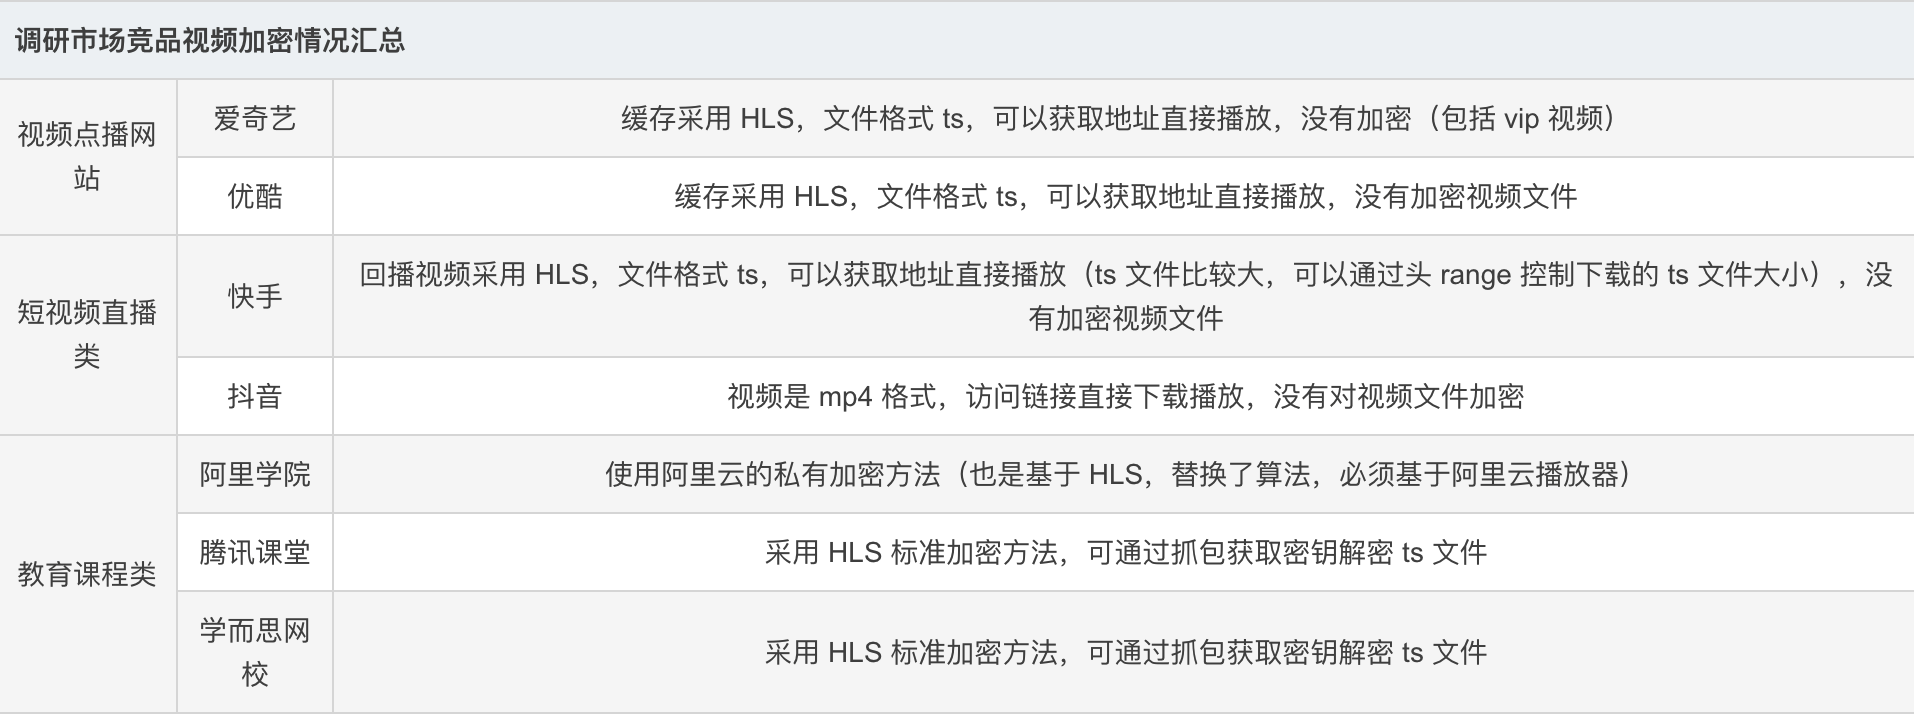 调研市场竞品视频加密情况汇总
视频点播网
站
爱奇艺
缓存采用 HLS，文件格式 ts，可以获取地址直接播放，没有加密（包括 vip 视频）
优酷
缓存采用 HLS，文件格式 ts，可以获取地址直接播放，没有加密视频文件
短视频直播
类
快手
回播视频采用 HLS，文件格式 ts，可以获取地址直接播放（ts 文件比较大，可以通过头 range 控制下载的 ts 文件大小），没
有加密视频文件
抖音
视频是 mp4 格式，访问链接直接下载播放，没有对视频文件加密
教育课程类
阿里学院
使用阿里云的私有加密方法（也是基于 HLS，替换了算法，必须基于阿里云播放器）
腾讯课堂
采用 HLS 标准加密方法，可通过抓包获取密钥解密 ts 文件
学而思网
校
采用 HLS 标准加密方法，可通过抓包获取密钥解密 ts 文件